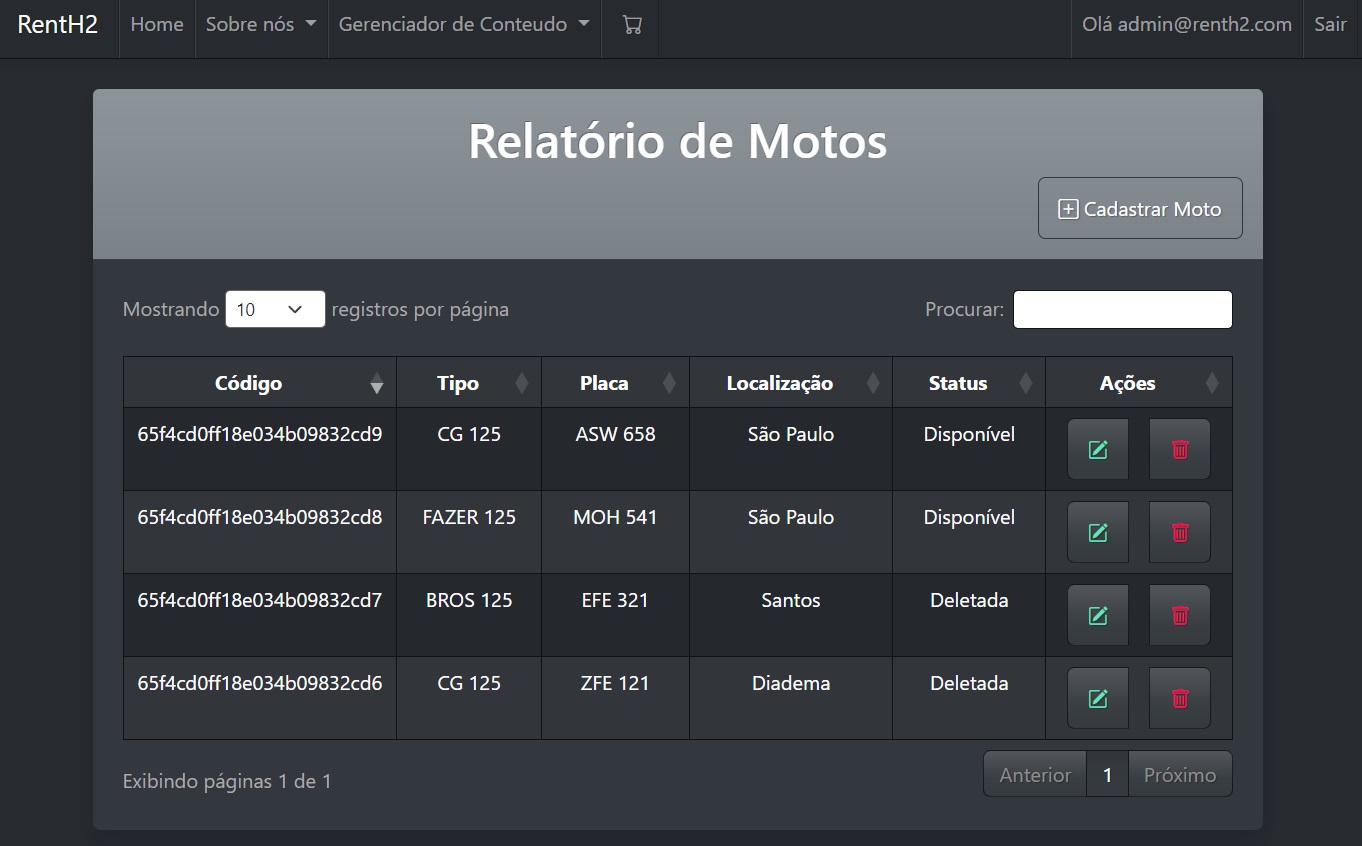 RentH2 Home Sobre nós Gerenciador de Conteudo Olá admin@renth2.com Sair
Relatório de Motos
Cadastrar Moto
Mostrando 10 registros por página Procurar:
Código Tipo Placa Localização Status Ações
65f4cd0ff18e034b09832cd9 CG 125 ASW 658 São Paulo Disponível
65f4cd0ff18e034b09832cd8 FAZER 125 MOH 541 São Paulo Disponível
65f4cd0ff18e034b09832cd7 BROS 125 EFE 321 Santos Deletada
65f4cd0ff18e034b09832cd6 CG 125 ZFE 121 Diadema Deletada
Exibindo páginas 1 de 1 Anterior 1 Próximo